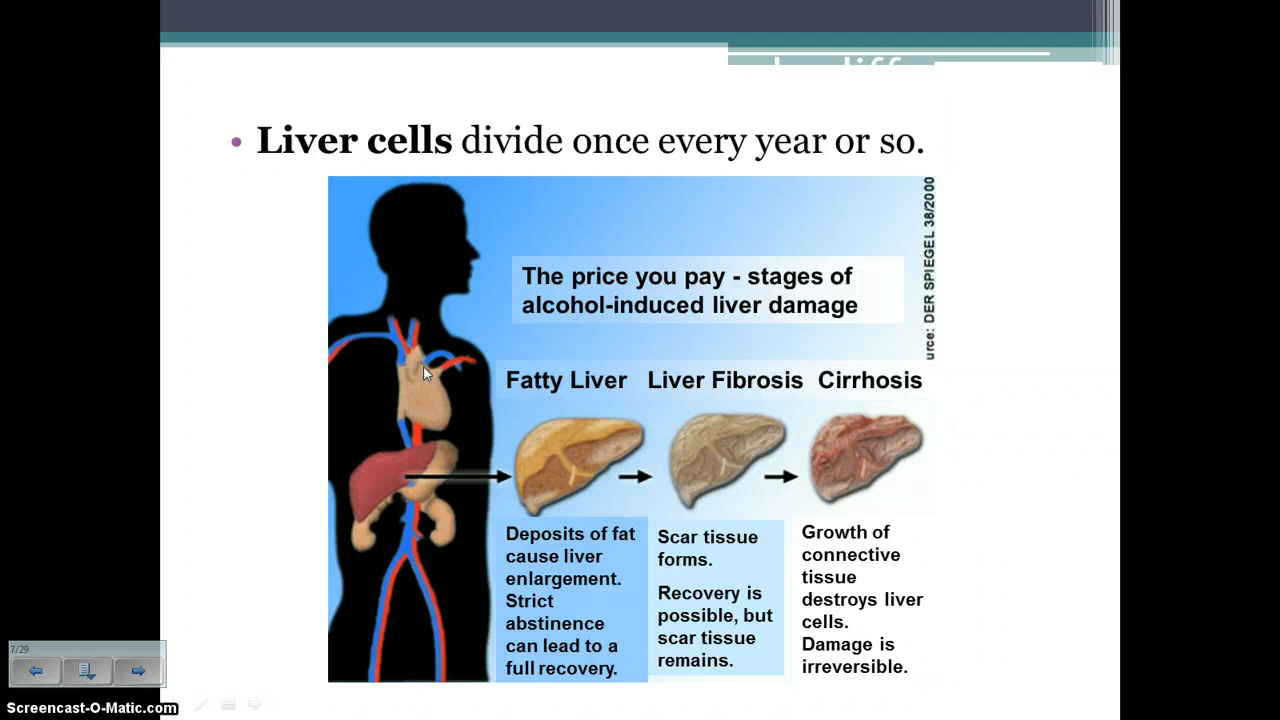 • Liver cells divide once every year or so.
urce: DER SPIEGEL 38/2000
The price you pay - stages of
alcohol-induced liver damage
Fatty Liver Liver Fibrosis Cirrhosis
Deposits of fat
cause liver
enlargement.
Strict
abstinence
can lead to a
full recovery.
Scar tissue
forms.
Recovery is
possible, but
scar tissue
remains.
Growth of
connective
tissue
destroys liver
cells.
Damage is
irreversible.
7/29
Screencast-O-Matic.com